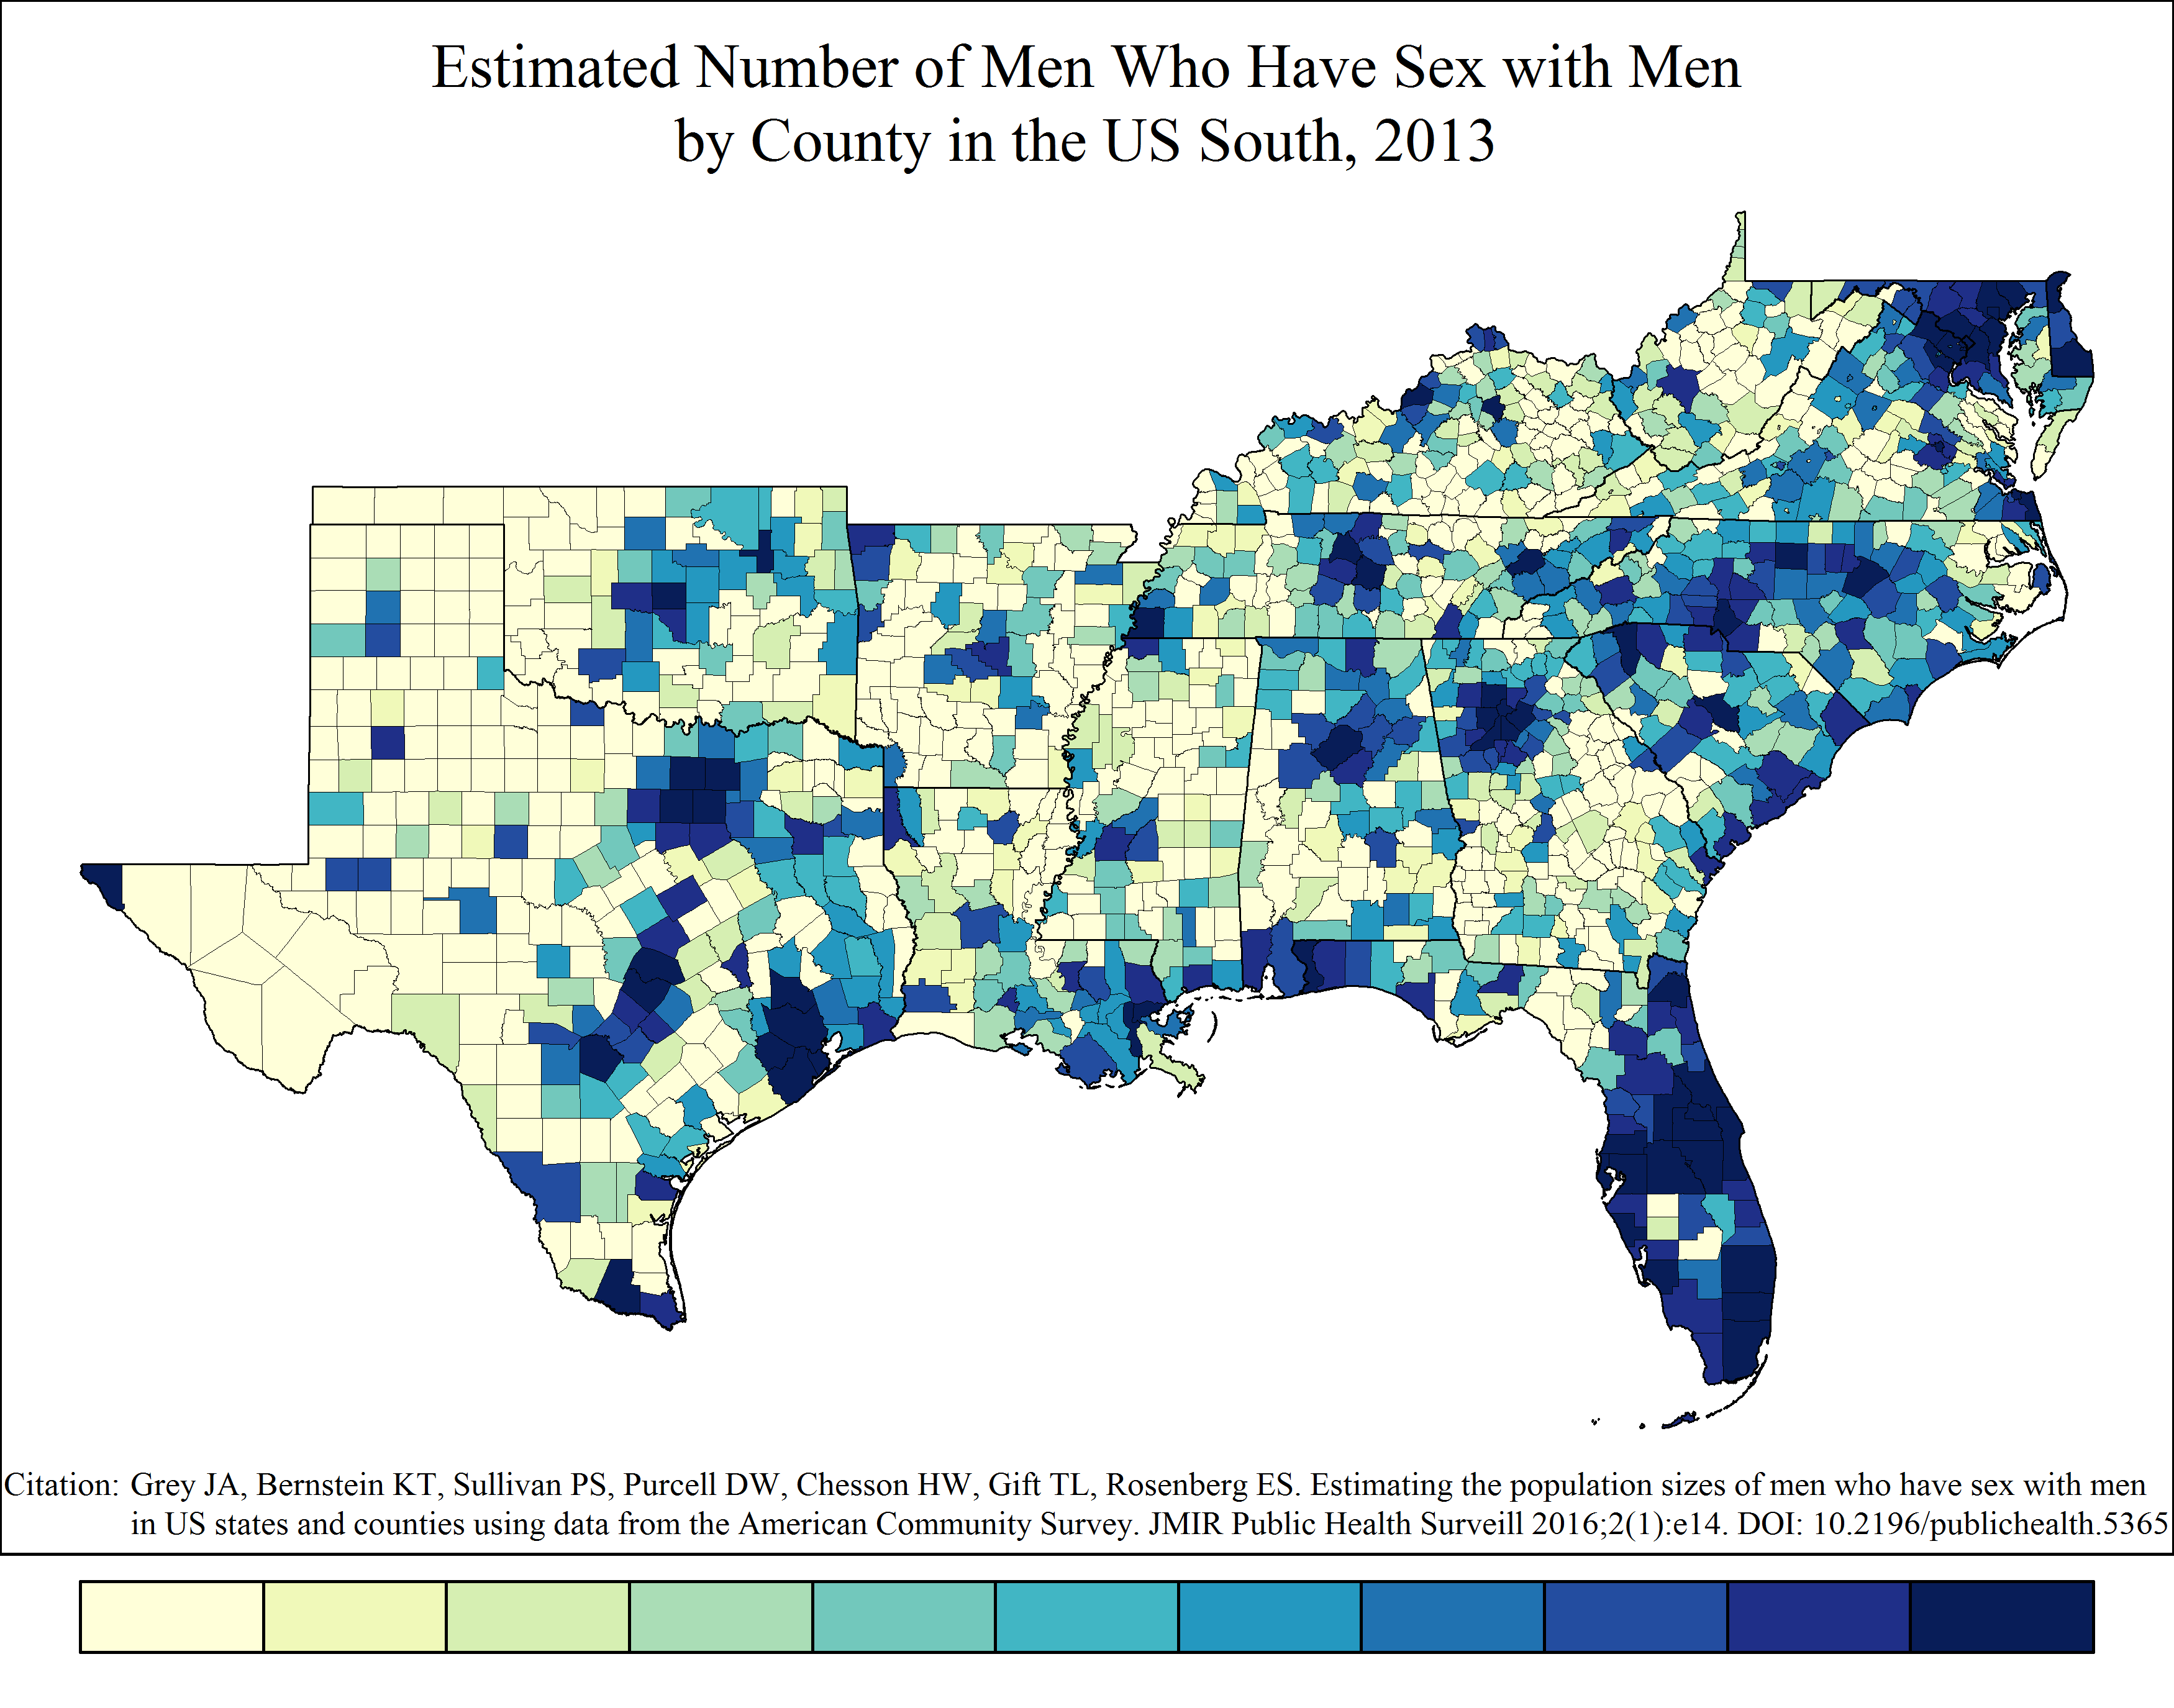 Estimated Number of Men Who Have Sex with Men
by County in the US South, 2013
Citation: Grey JA, Bernstein KT, Sullivan PS, Purcell DW, Chesson HW, Gift TL, Rosenberg ES. Estimating the population sizes of men who have sex with men
in US states and counties using data from the American Community Survey. JMIR Public Health Surveill 2016;2(1):e14. DOI: 10.2196/publichealth.5365